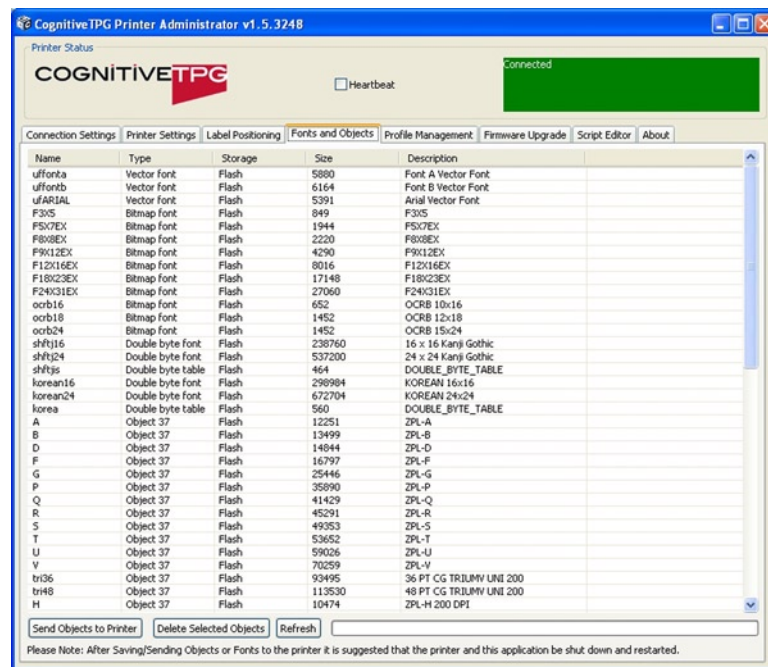 CognitiveTPG Printer Administrator v1.5.3248
Printer Status
COGNITIVETPG
Heartbeat
Connected
Connection Settings Printer Settings Label Positioning Fonts and Objects Profile Management Firmware Upgrade Script Editor About
Name Type Storage Size Description
uffonta Vector font Flash 5880 Font A Vector Font
uffontb Vector font Flash 6164 Font B Vector Font
ufARIAL Vector font Flash 5391 Arial Vector Font
F3X5 Bitmap font Flash 849 F3X5
F5X7EX Bitmap font Flash 1944 F5X7EX
F8X8EX Bitmap font Flash 2220 F8X8EX
F9X12EX Bitmap font Flash 4290 F9X12EX
F12X16EX Bitmap font Flash 8016 F12X16EX
F18X23EX Bitmap font Flash 17148 F18X23EX
F24X31EX Bitmap font Flash 27060 F24X31EX
ocrb16 Bitmap font Flash 652 OCRB 10x16
ocrb18 Bitmap font Flash 1452 OCRB 12x18
ocrb24 Bitmap font Flash 1452 OCRB 15x24
shftj16 Double byte font Flash 238760 16 x 16 Kanji Gothic
shftj24 Double byte font Flash 537200 24 x 24 Kanji Gothic
shftjis Double byte table Flash 464 DOUBLE_BYTE_TABLE
korean16 Double byte font Flash 298984 KOREAN 16x16
korean24 Double byte font Flash 672704 KOREAN 24x24
korea Double byte table Flash 560 DOUBLE_BYTE_TABLE
A Object 37 Flash 12251 ZPL-A
B Object 37 Flash 13499 ZPL-B
D Object 37 Flash 14844 ZPL-D
F Object 37 Flash 16797 ZPL-F
G Object 37 Flash 25446 ZPL-G
P Object 37 Flash 35890 ZPL-P
Q Object 37 Flash 41429 ZPL-Q
R Object 37 Flash 45291 ZPL-R
S Object 37 Flash 49353 ZPL-S
T Object 37 Flash 53652 ZPL-T
U Object 37 Flash 59026 ZPL-U
V Object 37 Flash 70259 ZPL-V
tri36 Object 37 Flash 93495 36 PT CG TRIUMV UNI 200
tri48 Object 37 Flash 113530 48 PT CG TRIUMV UNI 200
H Object 37 Flash 10474 ZPL-H 200 DPI
Send Objects to Printer Delete Selected Objects Refresh
Please Note: After Saving/Sending Objects or Fonts to the printer it is suggested that the printer and this application be shut down and restarted.